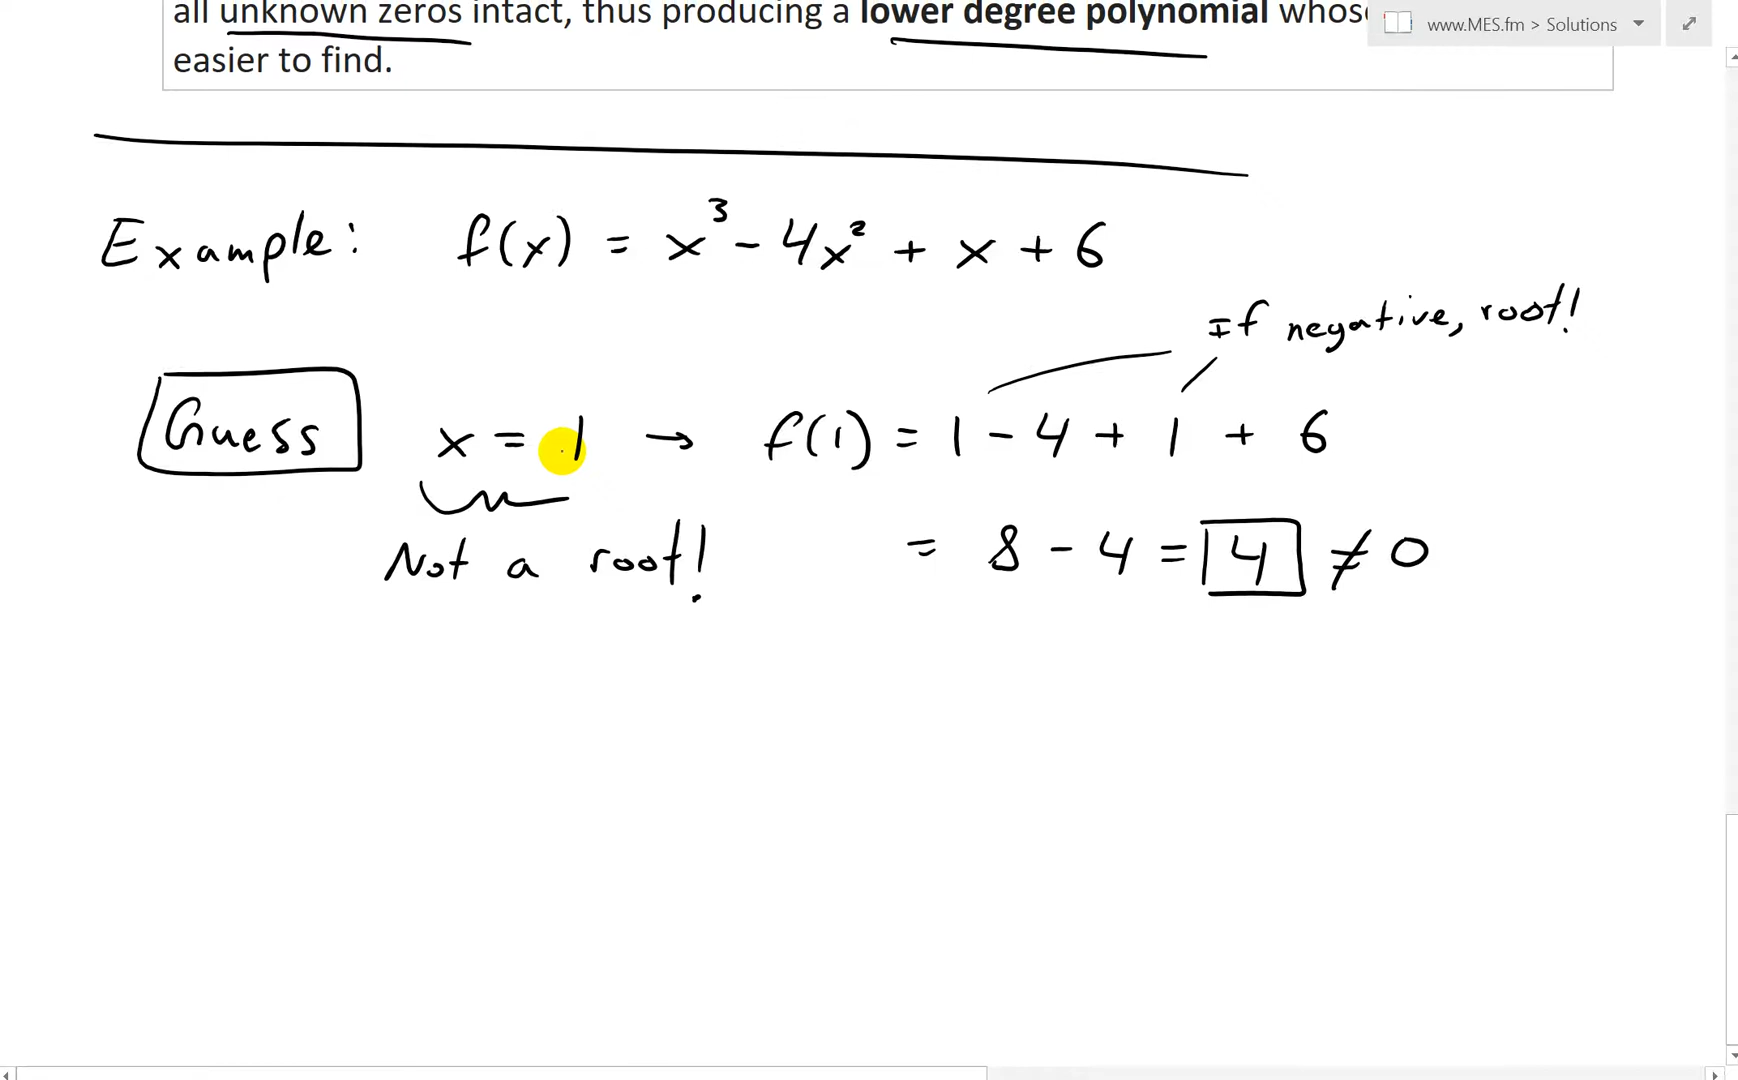 all unknown zeros intact, thus producing a lower degree polynomial whose
www.MES.fm > Solutions
easier to find.
Example: f(x) = x³ - 4x² + x + 6
If negative, root!
Guess x = 1 → f(1) = 1 - 4 + 1 + 6
Not a root! = 8 - 4 = 4 ≠ 0